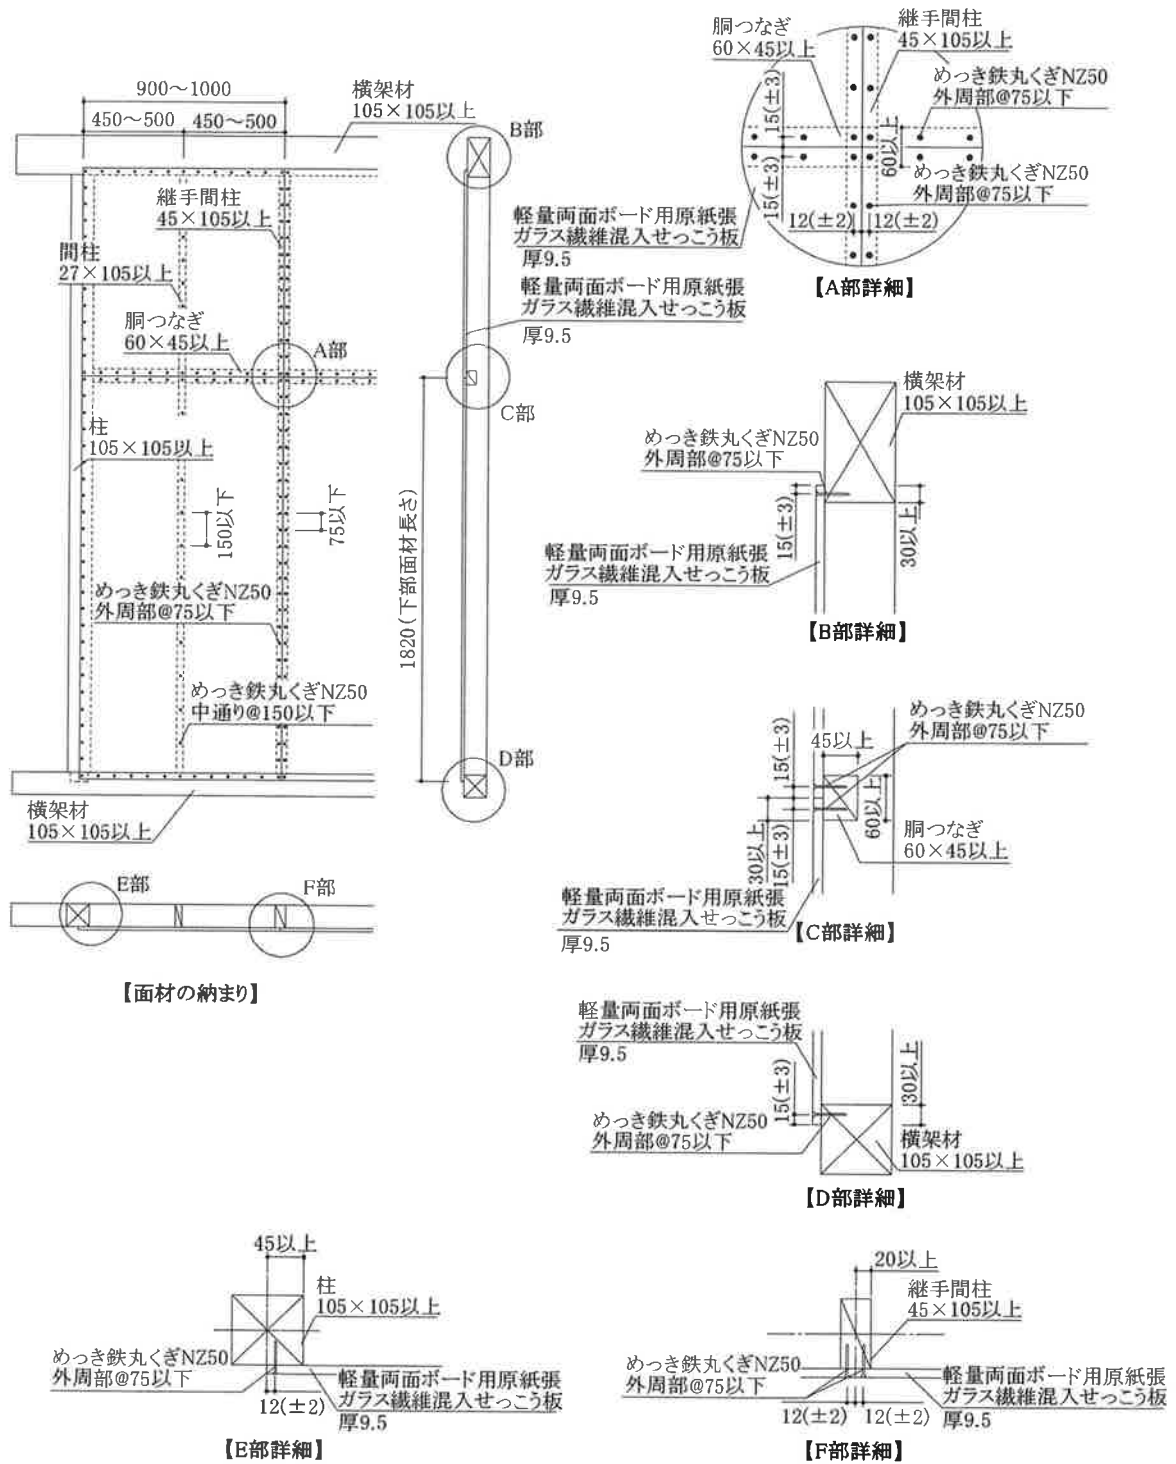 900～1000
450～500
450～500
横架材
105×105以上
B部
継手間柱
45×105以上
間柱
27×105以上
胴つなぎ
60×45以上
A部
C部
柱
105×105以上
150以下
75以下
めっき鉄丸くぎNZ50
外周部@75以下
めっき鉄丸くぎNZ50
中通り@150以下
1820(下部面材長さ)
D部
横架材
105×105以上
E部
F部
【面材の納まり】
軽量両面ボード用原紙張
ガラス繊維混入せっこう板
厚9.5
胴つなぎ
60×45以上
継手間柱
45×105以上
めっき鉄丸くぎNZ50
外周部@75以下
15(±3)
15(±3)
60以上
めっき鉄丸くぎNZ50
外周部@75以下
12(±2)
12(±2)
軽量両面ボード用原紙張
ガラス繊維混入せっこう板
厚9.5
【A部詳細】
横架材
105×105以上
めっき鉄丸くぎNZ50
外周部@75以下
15(±3)
30以上
軽量両面ボード用原紙張
ガラス繊維混入せっこう板
厚9.5
【B部詳細】
めっき鉄丸くぎNZ50
外周部@75以下
45以上
15(±3)
60以上
30以上
15(±3)
胴つなぎ
60×45以上
軽量両面ボード用原紙張
ガラス繊維混入せっこう板
厚9.5
【C部詳細】
軽量両面ボード用原紙張
ガラス繊維混入せっこう板
厚9.5
15(±3)
30以上
めっき鉄丸くぎNZ50
外周部@75以下
横架材
105×105以上
【D部詳細】
45以上
柱
105×105以上
めっき鉄丸くぎNZ50
外周部@75以下
軽量両面ボード用原紙張
ガラス繊維混入せっこう板
厚9.5
12(±2)
【E部詳細】
20以上
継手間柱
45×105以上
めっき鉄丸くぎNZ50
外周部@75以下
軽量両面ボード用原紙張
ガラス繊維混入せっこう板
厚9.5
12(±2)
12(±2)
【F部詳細】